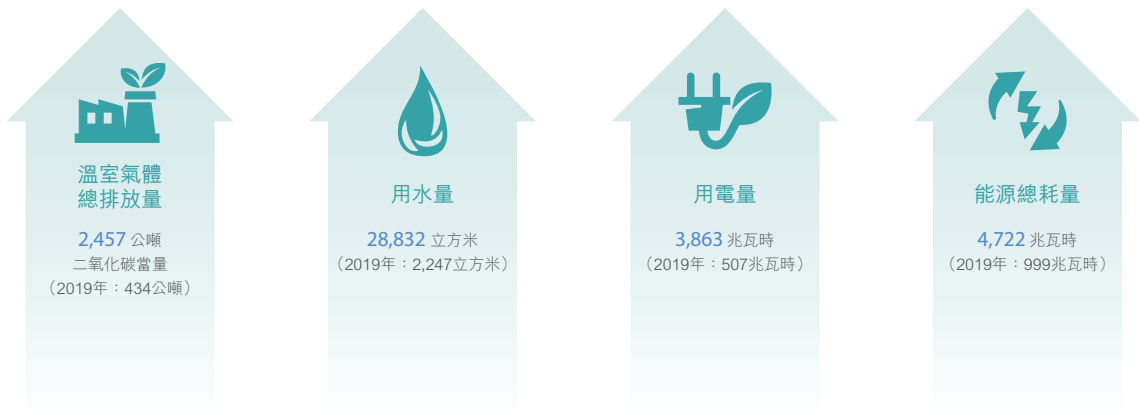 溫室氣體
總排放量
2,457 公噸
二氧化碳當量
（2019年：434公噸）
用水量
28,832 立方米
（2019年：2,247立方米）
用電量
3,863 兆瓦時
（2019年：507兆瓦時）
能源總耗量
4,722 兆瓦時
（2019年：999兆瓦時）